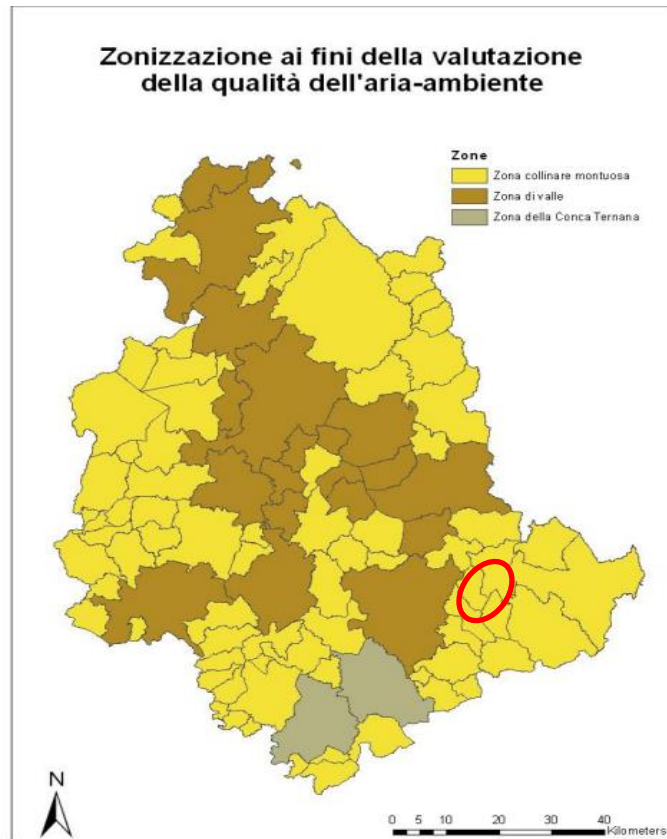 Zonizzazione ai fini della valutazione
della qualità dell'aria-ambiente
Zone
Zona collinare montuosa
Zona di valle
Zona della Conca Ternana
N
0 5 10 20 30 40
Kilometers